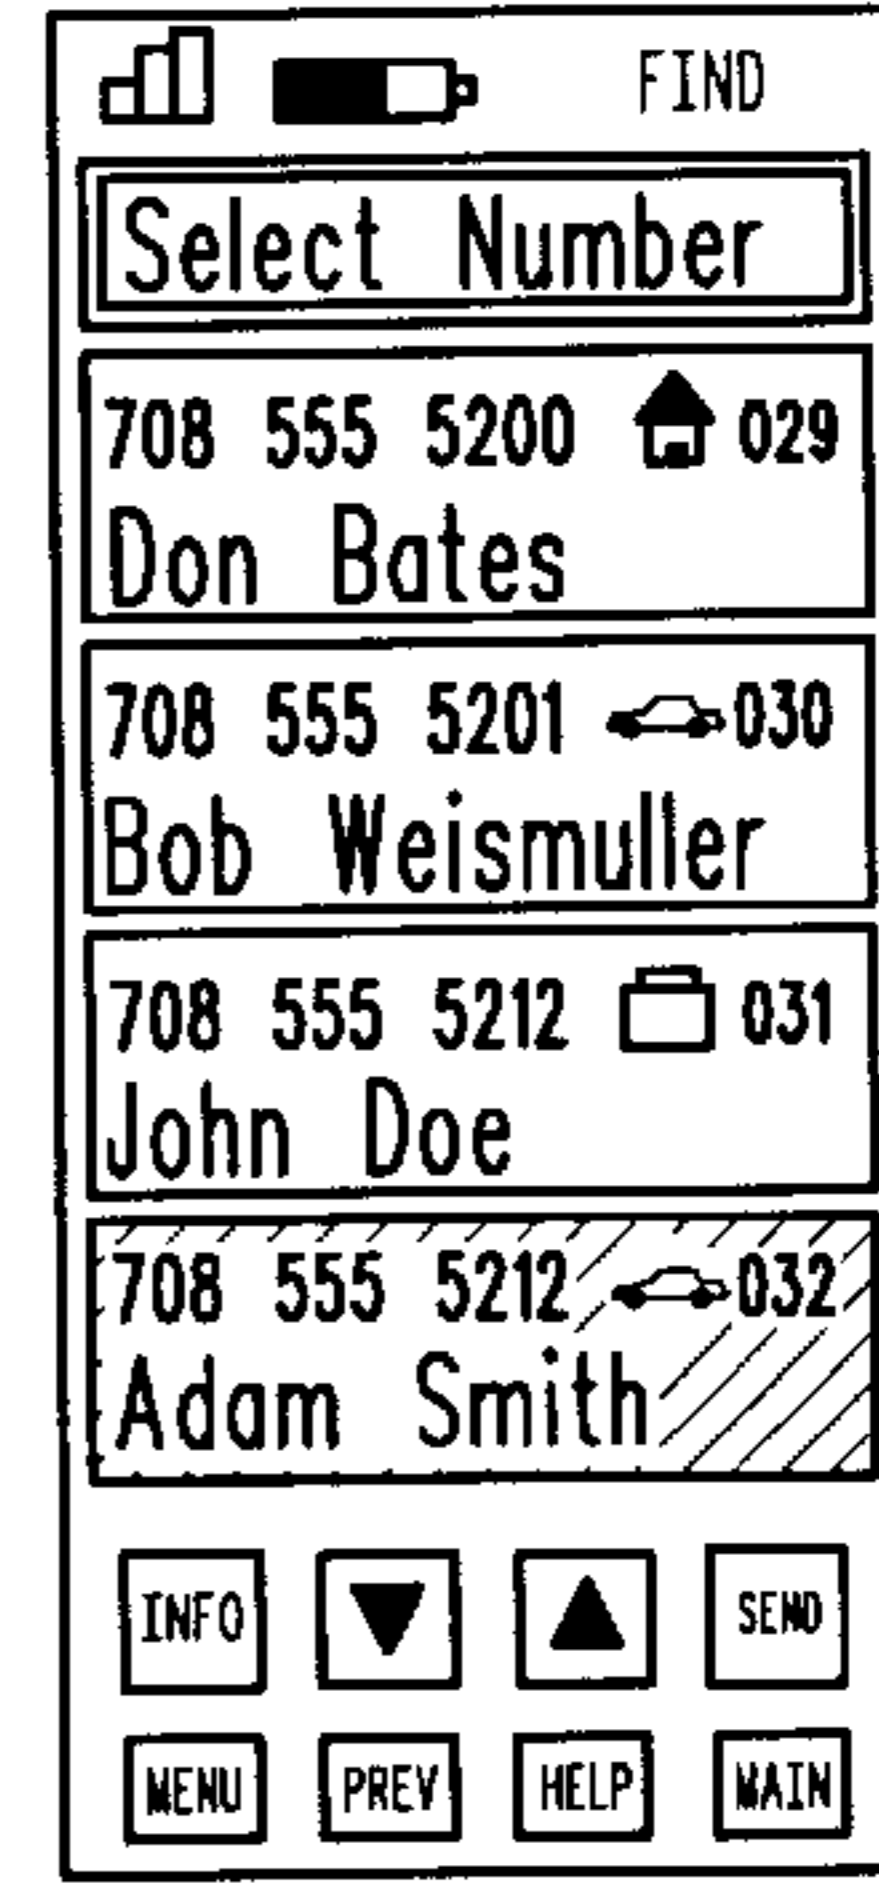 FIND
Select Number
708 555 5200 029
Don Bates
708 555 5201 030
Bob Weismuller
708 555 5212 031
John Doe
708 555 5212 032
Adam Smith
INFO SEND
MENU PREV HELP MAIN